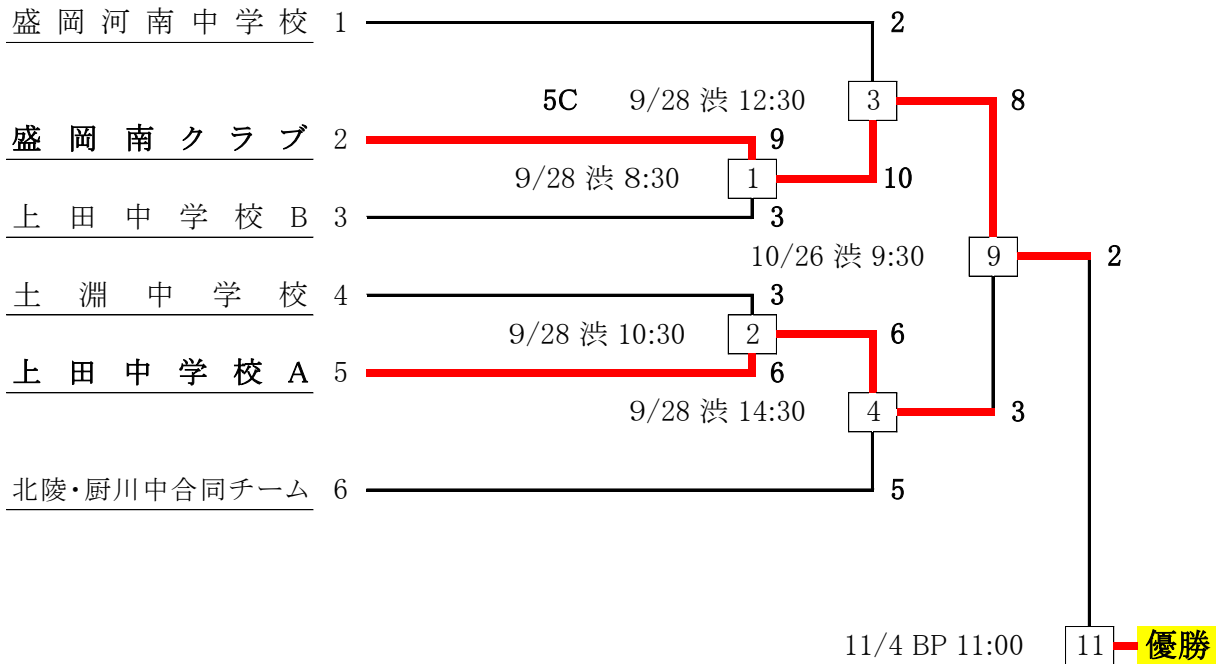 盛岡河南中学校 1 2
5C 9/28 渋 12:30 3 8
盛岡南クラブ 2 9
9/28 渋 8:30 1 10
上田中学校B 3 3
10/26 渋 9:30 9 2
土淵中学校 4 3
9/28 渋 10:30 2 6
上田中学校A 5 6
9/28 渋 14:30 4 3
北陵・厨川中合同チーム 6 5
11/4 BP 11:00 11 優勝